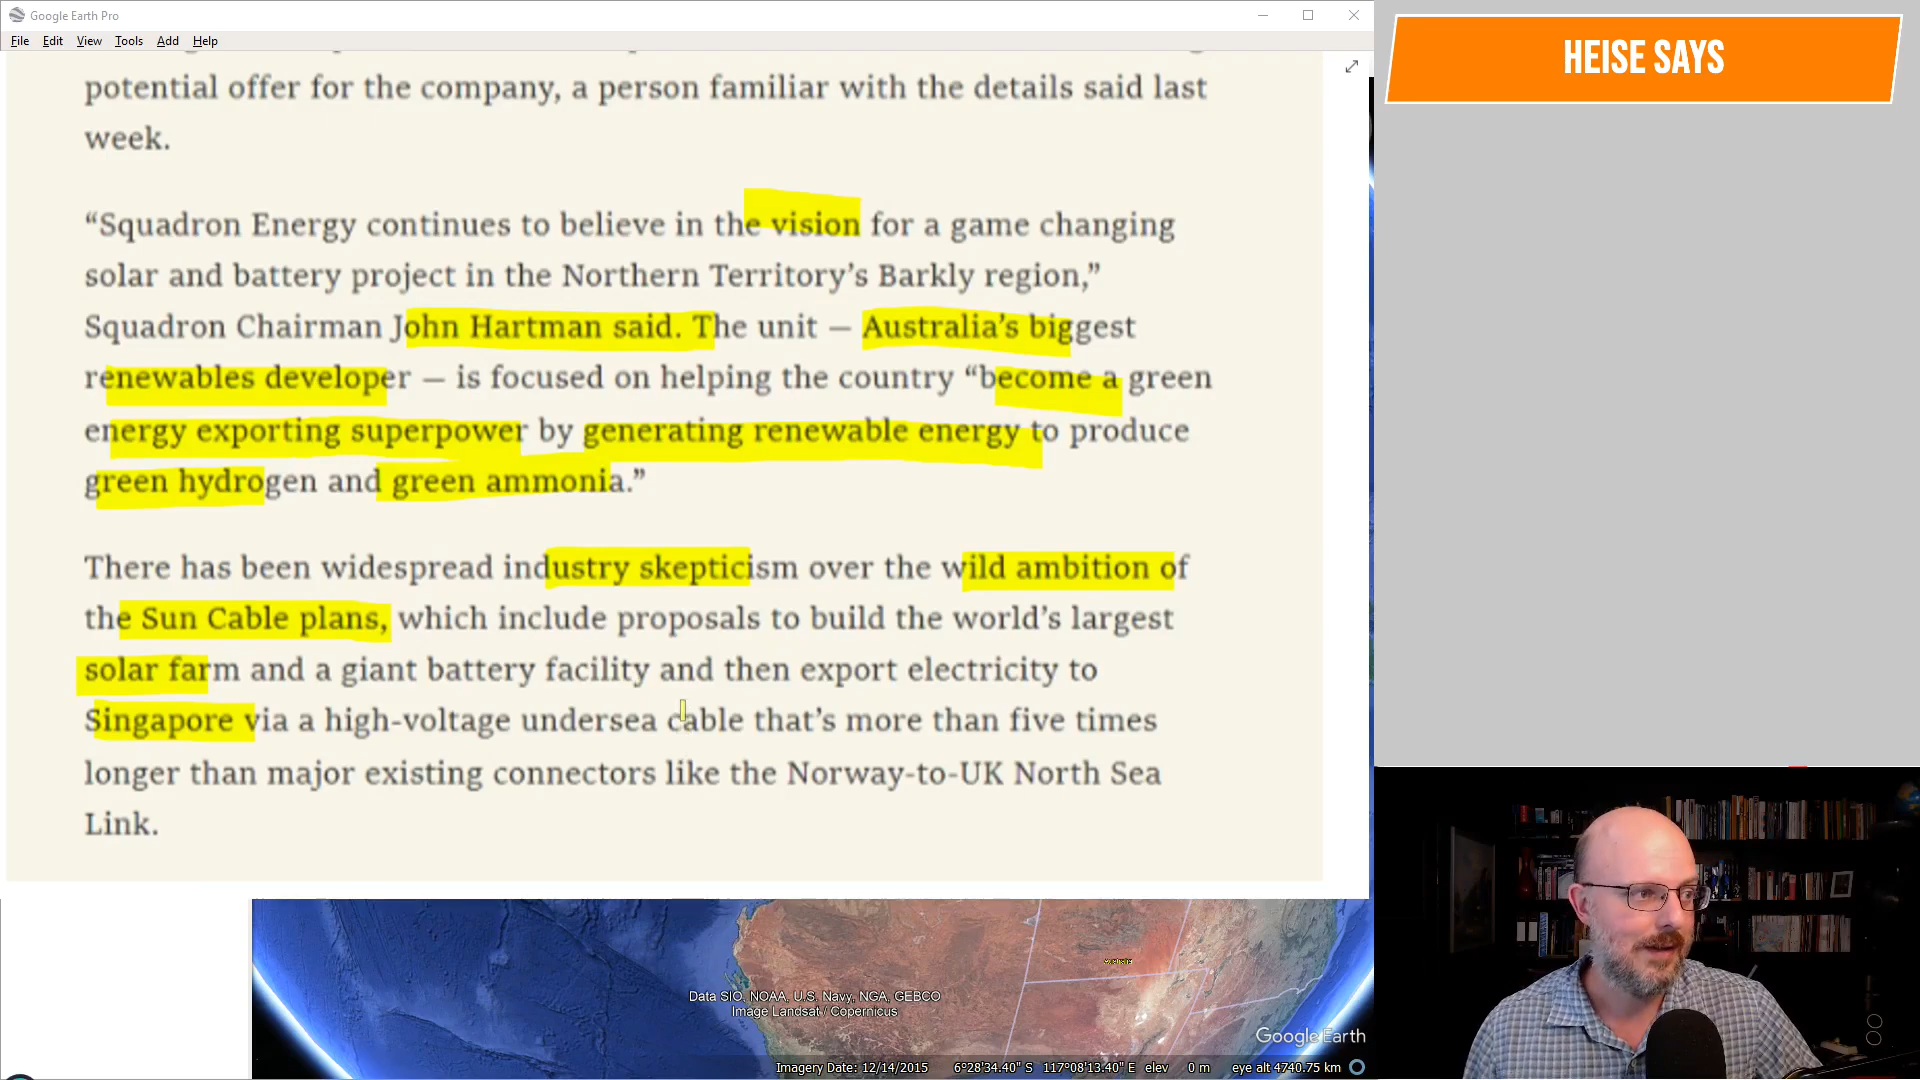 Google Earth Pro
File Edit View Tools Add Help
HEISE SAYS
potential offer for the company, a person familiar with the details said last
week.
“Squadron Energy continues to believe in the vision for a game changing
solar and battery project in the Northern Territory’s Barkly region,”
Squadron Chairman John Hartman said. The unit — Australia’s biggest
renewables developer — is focused on helping the country “become a green
energy exporting superpower by generating renewable energy to produce
green hydrogen and green ammonia.”
There has been widespread industry skepticism over the wild ambition of
the Sun Cable plans, which include proposals to build the world’s largest
solar farm and a giant battery facility and then export electricity to
Singapore via a high-voltage undersea cable that’s more than five times
longer than major existing connectors like the Norway-to-UK North Sea
Link.
Australia
Data SIO, NOAA, U.S. Navy, NGA, GEBCO
Image Landsat / Copernicus
Google Earth
Imagery Date: 12/14/2015 6°28'34.40" S 117°08'13.40" E elev 0 m eye alt 4740.75 km